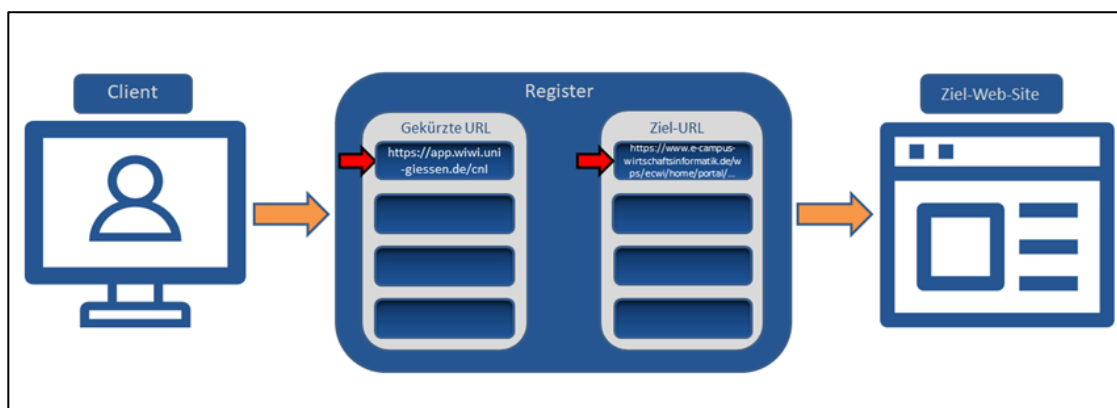 Client
Register
Ziel-Web-Site
Gekürzte URL
https://app.wiwi.uni
-giessen.de/cnl
Ziel-URL
https://www.e-campus-
wirtschaftsinformatik.de/w
ps/ecwi/home/portal/...